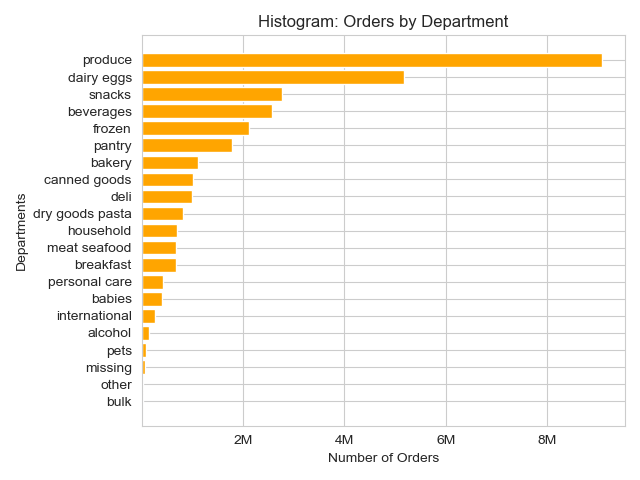 Histogram: Orders by Department
produce
dairy eggs
snacks
beverages
frozen
pantry
bakery
canned goods
deli
dry goods pasta
household
meat seafood
breakfast
personal care
babies
international
alcohol
pets
missing
other
bulk
Departments
2M 4M 6M 8M
Number of Orders